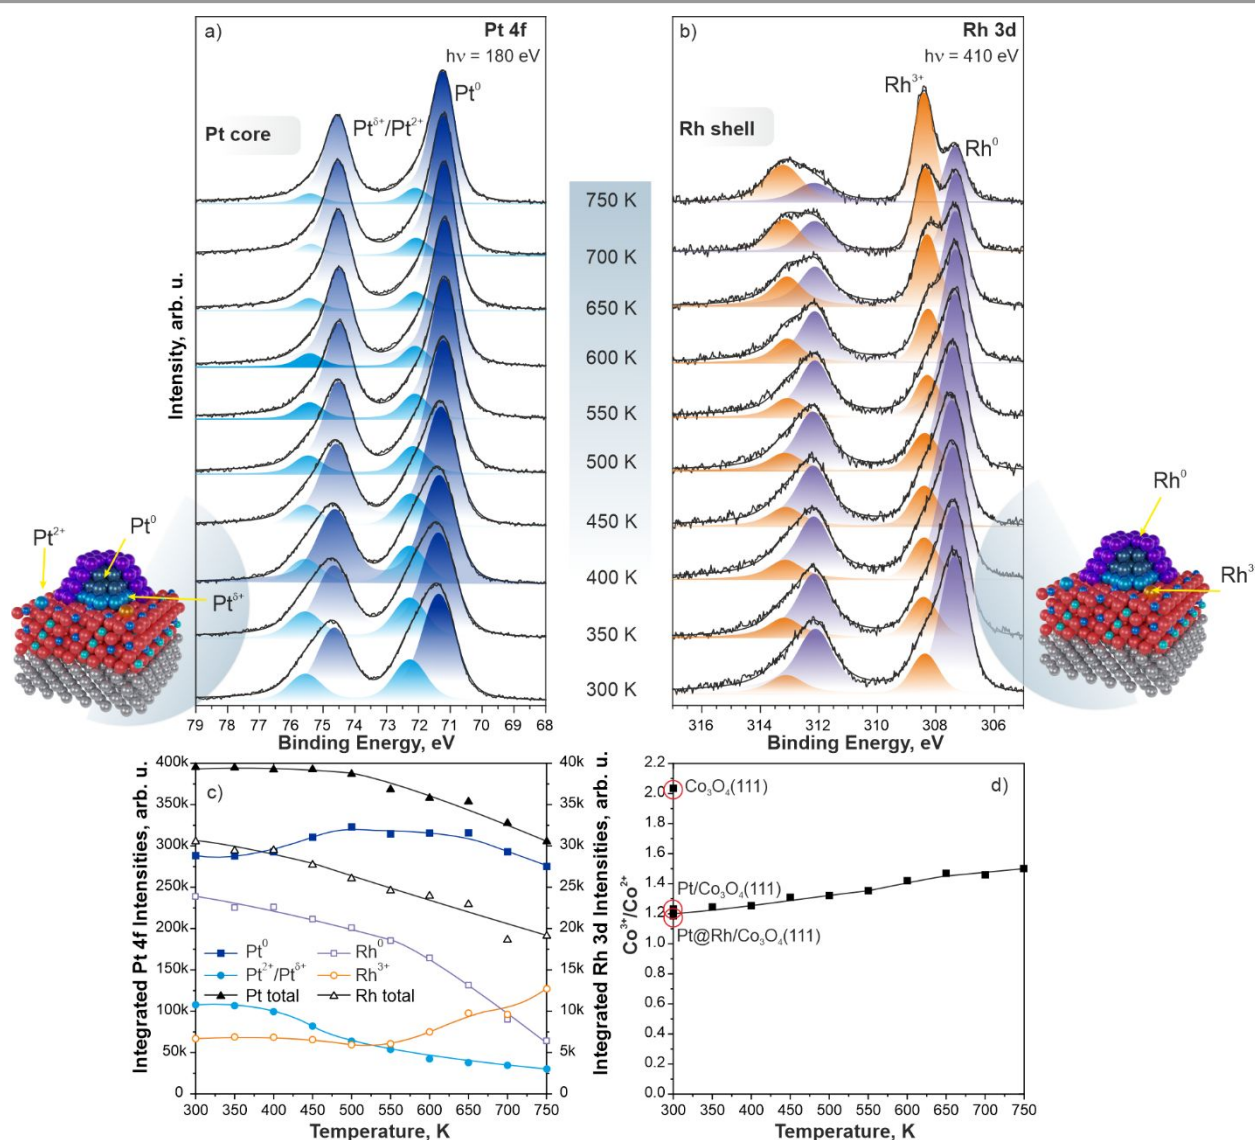 a)
Pt 4f
hν = 180 eV
Pt⁰
Pt^δ+/Pt²⁺
Pt core
b)
Rh 3d
hν = 410 eV
Rh³⁺
Rh shell
Rh⁰
750 K
700 K
650 K
600 K
550 K
500 K
450 K
400 K
350 K
300 K
Intensity, arb. u.
Pt²⁺
Pt⁰
Pt^δ+
Rh⁰
Rh³
79 78 77 76 75 74 73 72 71 70 69 68
Binding Energy, eV
316 314 312 310 308 306
Binding Energy, eV
c)
Integrated Pt 4f Intensities, arb. u.
400k
350k
300k
250k
200k
150k
100k
50k
0
Pt⁰
Pt²⁺/Pt^δ+
Pt total
Rh⁰
Rh³⁺
Rh total
40k
35k
30k
25k
20k
15k
10k
5k
0
Integrated Rh 3d Intensities, arb. u.
300 350 400 450 500 550 600 650 700 750
Temperature, K
d)
Co³⁺/Co²⁺
2.2
2.0
1.8
1.6
1.4
1.2
1.0
0.8
0.6
0.4
0.2
0.0
Co₃O₄(111)
Pt/Co₃O₄(111)
Pt@Rh/Co₃O₄(111)
300 350 400 450 500 550 600 650 700 750
Temperature, K